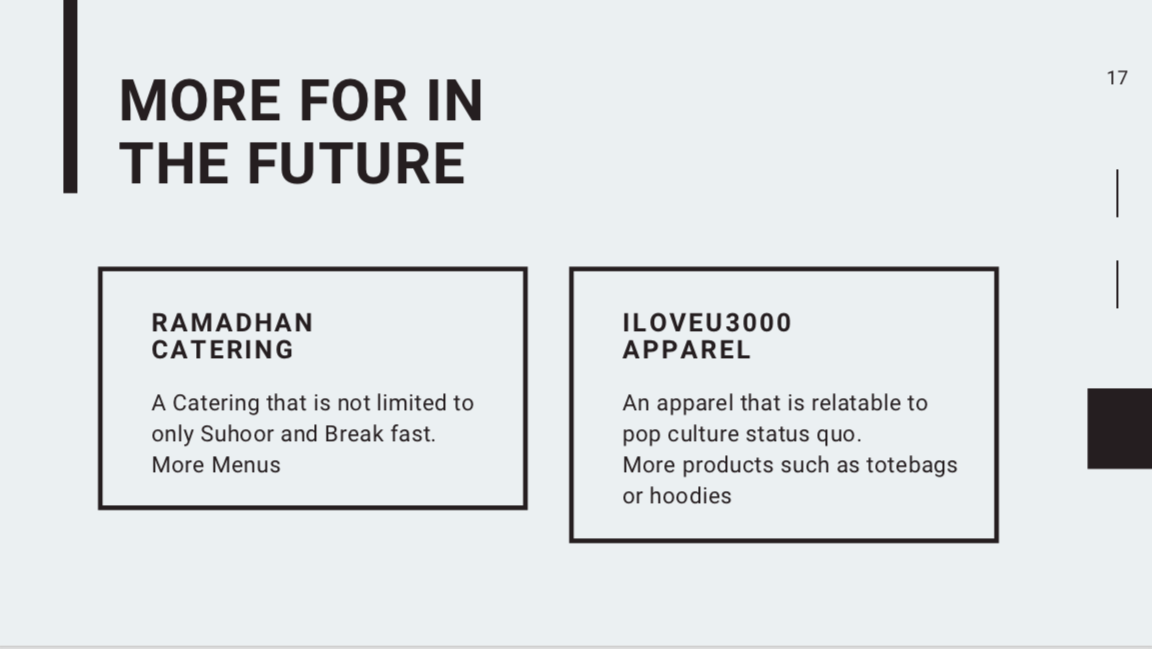 MORE FOR IN
THE FUTURE
17
RAMADHAN
CATERING
A Catering that is not limited to
only Suhoor and Break fast.
More Menus
ILOVEU3000
APPAREL
An apparel that is relatable to
pop culture status quo.
More products such as totebags
or hoodies